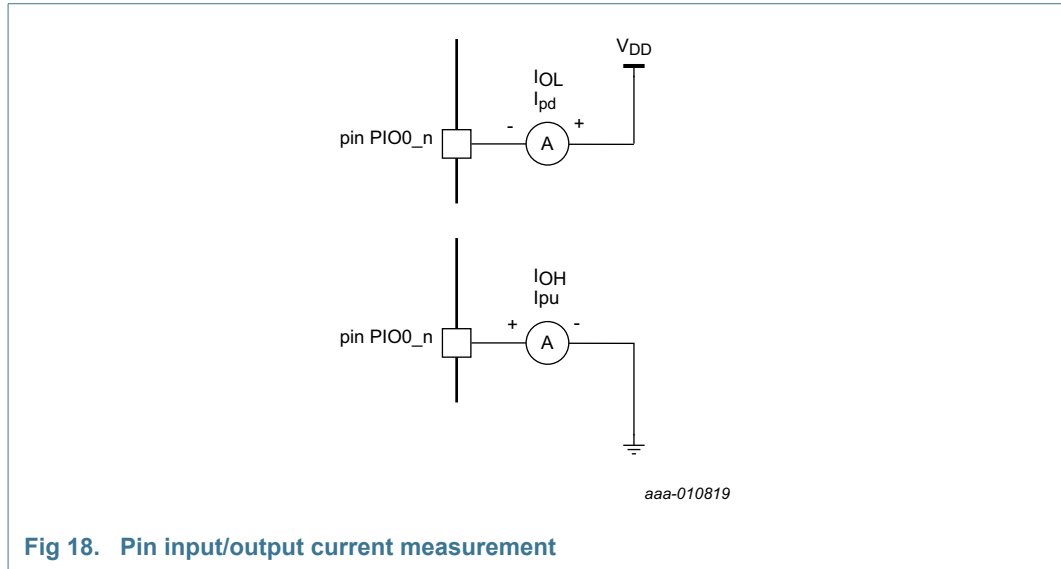 VDD
IOL
Ipd
- +
pin PIO0_n
A
IOH
Ipu
+ -
pin PIO0_n
A
aaa-010819
Fig 18. Pin input/output current measurement